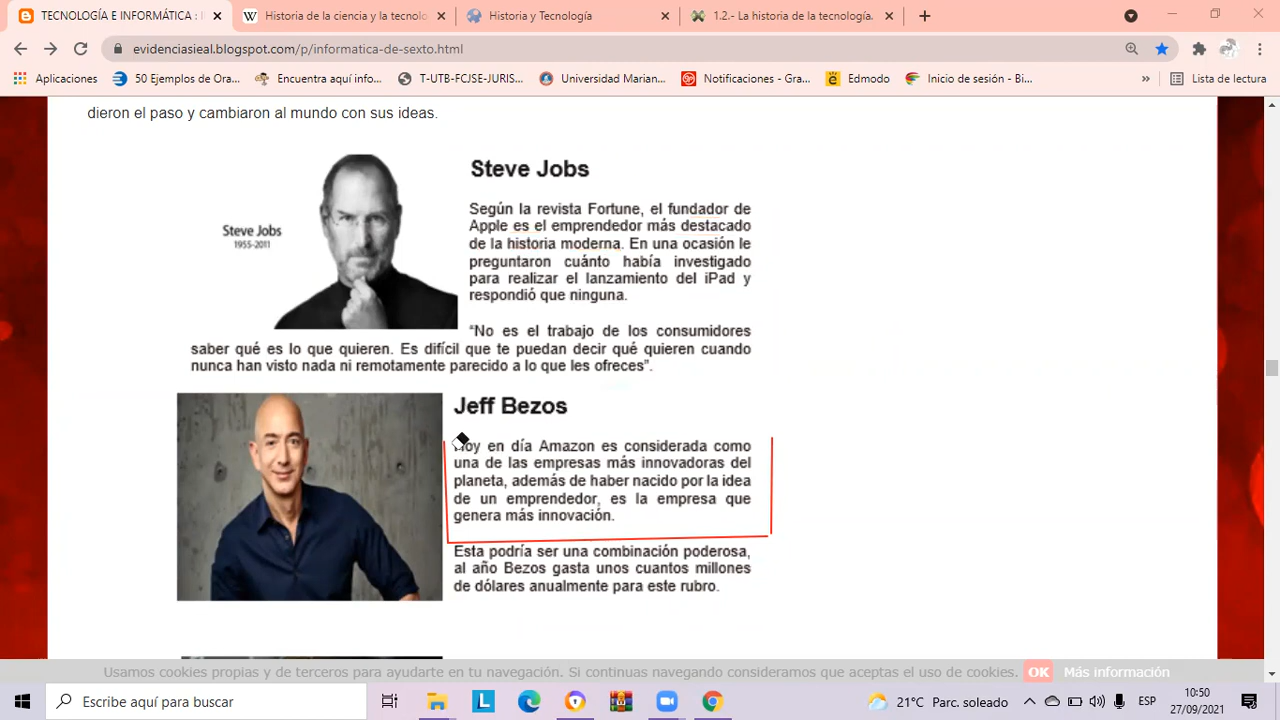 TECNOLOGÍA E INFORMÁTICA : I
Historia de la ciencia y la tecnolo
Historia y Tecnología
1.2.- La historia de la tecnología.
evidenciasieal.blogspot.com/p/informatica-de-sexto.html
Aplicaciones
50 Ejemplos de Ora...
Encuentra aquí info...
T-UTB-FCJSE-JURIS...
Universidad Marian...
Notificaciones - Gra...
Edmodo
Inicio de sesión - Bi...
»
Lista de lectura
dieron el paso y cambiaron al mundo con sus ideas.
Steve Jobs
1955-2011
Steve Jobs
Según la revista Fortune, el fundador de
Apple es el emprendedor más destacado
de la historia moderna. En una ocasión le
preguntaron cuánto había investigado
para realizar el lanzamiento del iPad y
respondió que ninguna.
“No es el trabajo de los consumidores
saber qué es lo que quieren. Es difícil que te puedan decir qué quieren cuando
nunca han visto nada ni remotamente parecido a lo que les ofreces”.
Jeff Bezos
Hoy en día Amazon es considerada como
una de las empresas más innovadoras del
planeta, además de haber nacido por la idea
de un emprendedor, es la empresa que
genera más innovación.
Esta podría ser una combinación poderosa,
al año Bezos gasta unos cuantos millones
de dólares anualmente para este rubro.
Usamos cookies propias y de terceros para ayudarte en tu navegación. Si continuas navegando consideramos que aceptas el uso de cookies. OK Más información
Escribe aquí para buscar
21°C Parc. soleado
ESP
10:50
27/09/2021